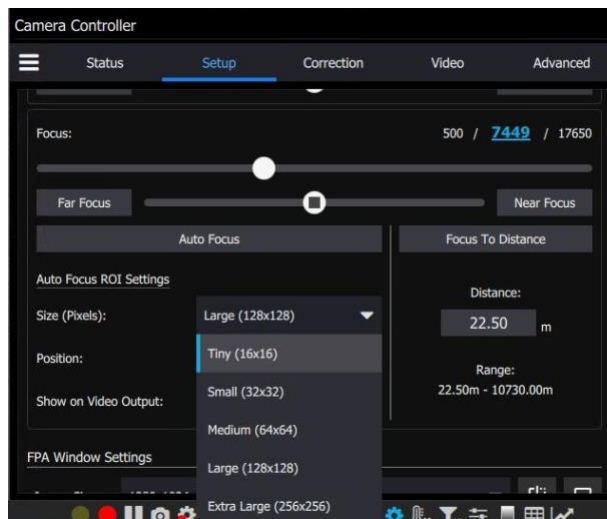 Camera Controller
Status Setup Correction Video Advanced
Focus: 500 / 7449 / 17650
Far Focus Near Focus
Auto Focus Focus To Distance
Auto Focus ROI Settings
Distance:
Size (Pixels): Large (128x128)
22.50 m
Position: Tiny (16x16)
Range:
Small (32x32) 22.50m - 10730.00m
Show on Video Output:
Medium (64x64)
FPA Window Settings
Large (128x128)
Extra Large (256x256)